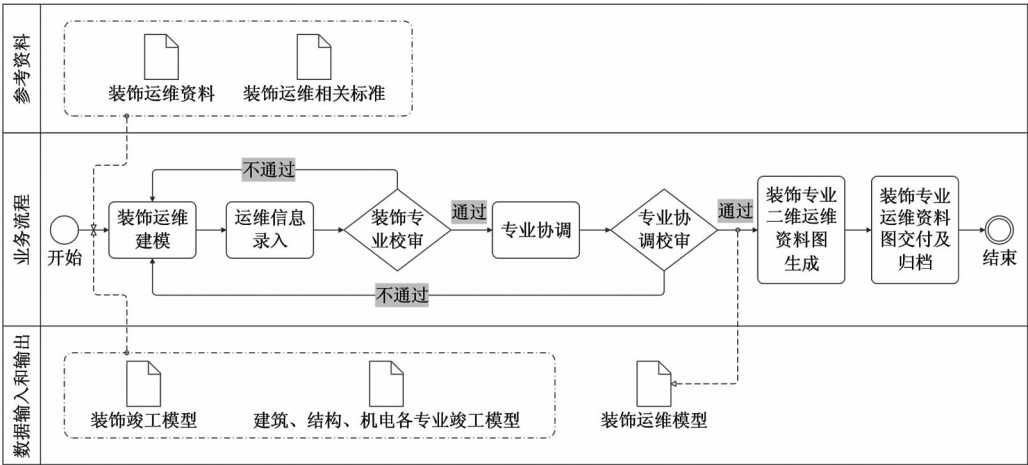 参考资料
装饰运维资料
装饰运维相关标准
业务流程
不通过
开始
装饰运维
建模
运维信息
录入
装饰专
业校审
通过
专业协调
专业协
调校审
通过
装饰专业
二维运维
资料图
生成
装饰专业
运维资料
图交付及
归档
结束
不通过
数据输入和输出
装饰竣工模型
建筑、结构、机电各专业竣工模型
装饰运维模型